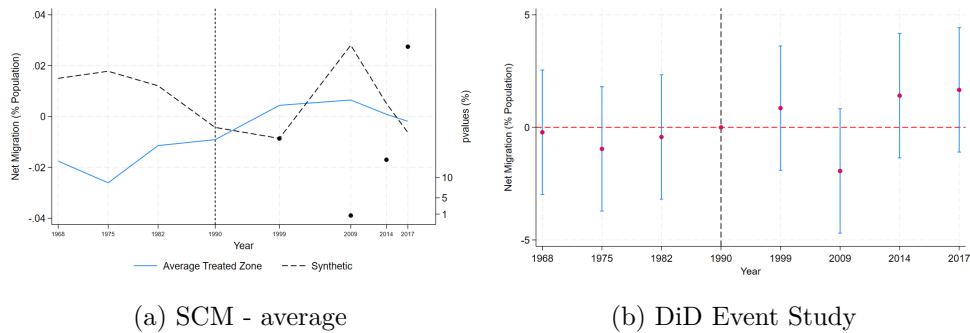 .04
.02
0
-.02
-.04
Net Migration (% Population)
10
5
1
pvalues (%)
1968 1975 1982 1990 1999 2009 2014 2017
Year
Average Treated Zone Synthetic
(a) SCM - average
5
0
-5
Net Migration (% Population)
1968 1975 1982 1990 1999 2009 2014 2017
Year
(b) DiD Event Study